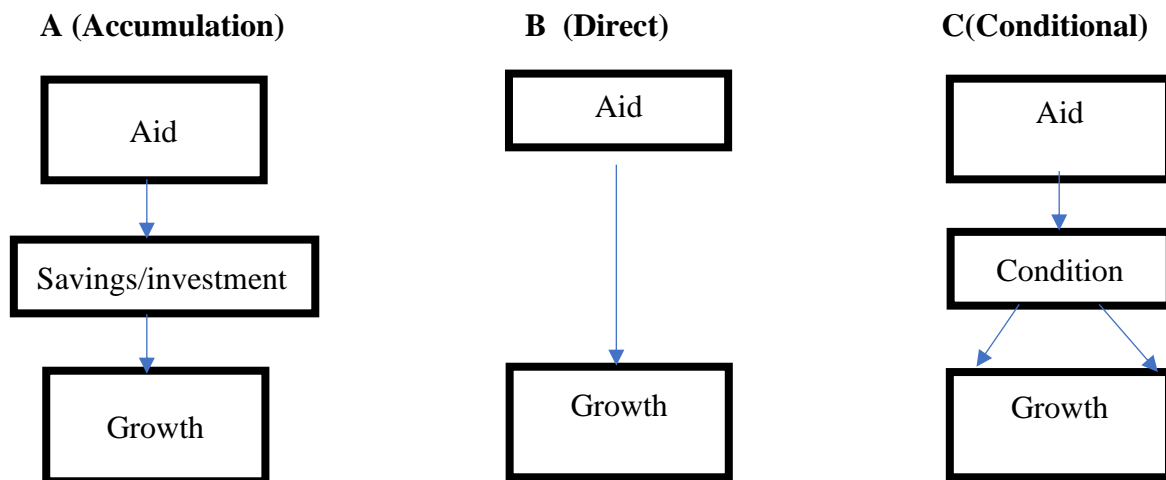 A (Accumulation)
B (Direct)
C(Conditional)
Aid
Aid
Aid
Savings/investment
Condition
Growth
Growth
Growth